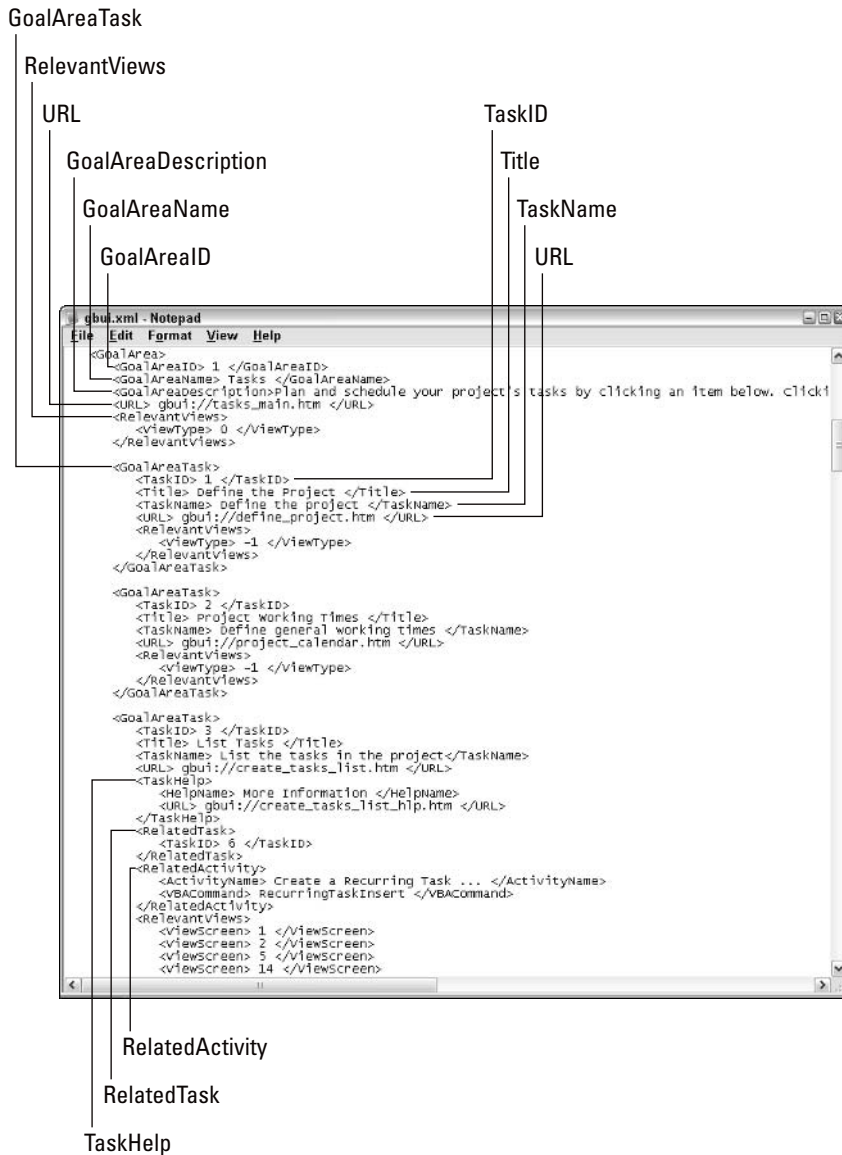 GoalAreaTask
RelevantViews
URL
TaskID
GoalAreaDescription
Title
GoalAreaName
TaskName
GoalAreaID
URL
gbui.xml - Notepad
File Edit Format View Help
<GoalArea>
<GoalAreaID> 1 </GoalAreaID>
<GoalAreaName> Tasks </GoalAreaName>
<GoalAreaDescription>Plan and schedule your project's tasks by clicking an item below. Clicki
<URL> gbui://tasks_main.htm </URL>
<RelevantViews>
<ViewType> 0 </ViewType>
</RelevantViews>
<GoalAreaTask>
<TaskID> 1 </TaskID>
<Title> Define the Project </Title>
<TaskName> Define the project </TaskName>
<URL> gbui://define_project.htm </URL>
<RelevantViews>
<ViewType> -1 </ViewType>
</RelevantViews>
</GoalAreaTask>
<GoalAreaTask>
<TaskID> 2 </TaskID>
<Title> Project Working Times </Title>
<TaskName> Define general working times </TaskName>
<URL> gbui://project_calendar.htm </URL>
<RelevantViews>
<ViewType> -1 </ViewType>
</RelevantViews>
</GoalAreaTask>
<GoalAreaTask>
<TaskID> 3 </TaskID>
<Title> List Tasks </Title>
<TaskName> List the tasks in the project</TaskName>
<URL> gbui://create_tasks_list.htm </URL>
<TaskHelp>
<HelpName> More Information </HelpName>
<URL> gbui://create_tasks_list_hlp.htm </URL>
</TaskHelp>
<RelatedTask>
<TaskID> 6 </TaskID>
</RelatedTask>
<RelatedActivity>
<ActivityName> Create a Recurring Task ... </ActivityName>
<VBACommand> RecurringTaskInsert </VBACommand>
</RelatedActivity>
<RelevantViews>
<ViewScreen> 1 </ViewScreen>
<ViewScreen> 2 </ViewScreen>
<ViewScreen> 5 </ViewScreen>
<ViewScreen> 14 </ViewScreen>
RelatedActivity
RelatedTask
TaskHelp